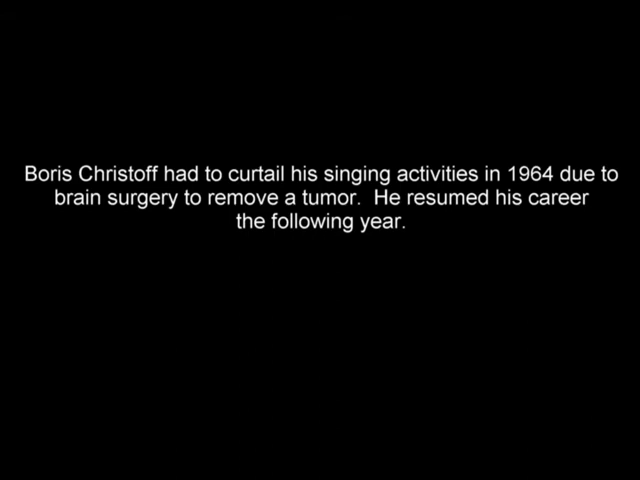 Boris Christoff had to curtail his singing activities in 1964 due to
brain surgery to remove a tumor.  He resumed his career
the following year.